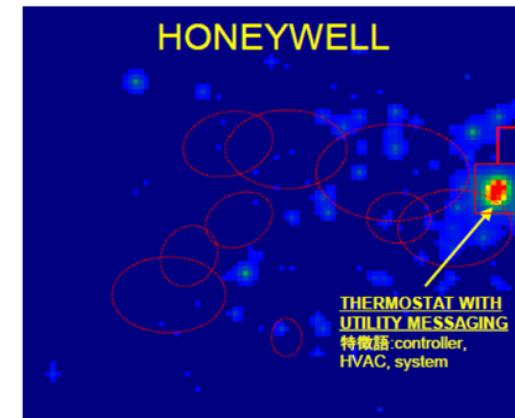 HONEYWELL
THERMOSTAT WITH
UTILITY MESSAGING
特徴語:controller,
HVAC, system